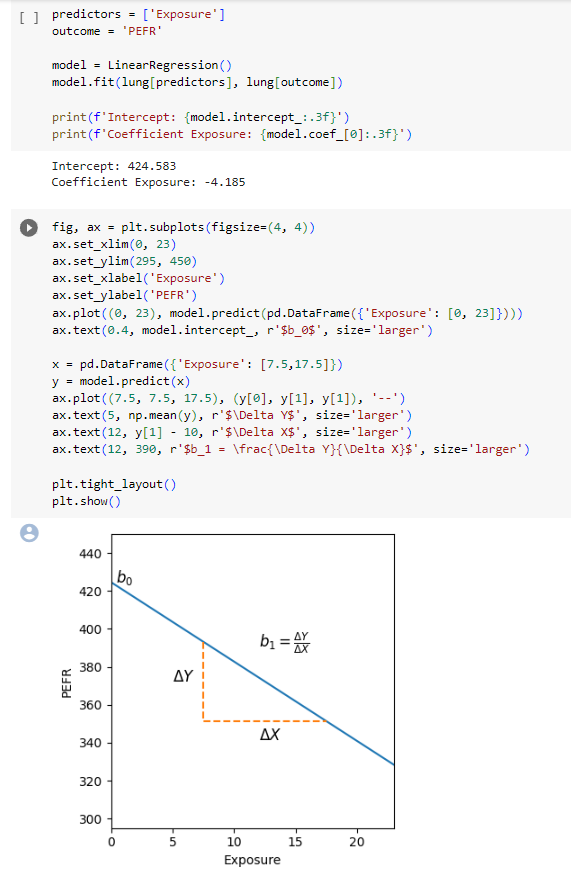 [ ] predictors = ['Exposure']
outcome = 'PEFR'
model = LinearRegression()
model.fit(lung[predictors], lung[outcome])
print(f'Intercept: {model.intercept_:.3f}')
print(f'Coefficient Exposure: {model.coef_[0]:.3f}')
Intercept: 424.583
Coefficient Exposure: -4.185
fig, ax = plt.subplots(figsize=(4, 4))
ax.set_xlim(0, 23)
ax.set_ylim(295, 450)
ax.set_xlabel('Exposure')
ax.set_ylabel('PEFR')
ax.plot((0, 23), model.predict(pd.DataFrame({'Exposure': [0, 23]})))
ax.text(0.4, model.intercept_, r'$b_0$', size='larger')
x = pd.DataFrame({'Exposure': [7.5,17.5]})
y = model.predict(x)
ax.plot((7.5, 7.5, 17.5), (y[0], y[1], y[1]), '--')
ax.text(5, np.mean(y), r'$\Delta Y$', size='larger')
ax.text(12, y[1] - 10, r'$\Delta X$', size='larger')
ax.text(12, 390, r'$b_1 = \frac{\Delta Y}{\Delta X}$', size='larger')
plt.tight_layout()
plt.show()
440
b₀
420
400
b₁ = ΔY/ΔX
380
ΔY
PEFR
360
340
ΔX
320
300
0 5 10 15 20
Exposure